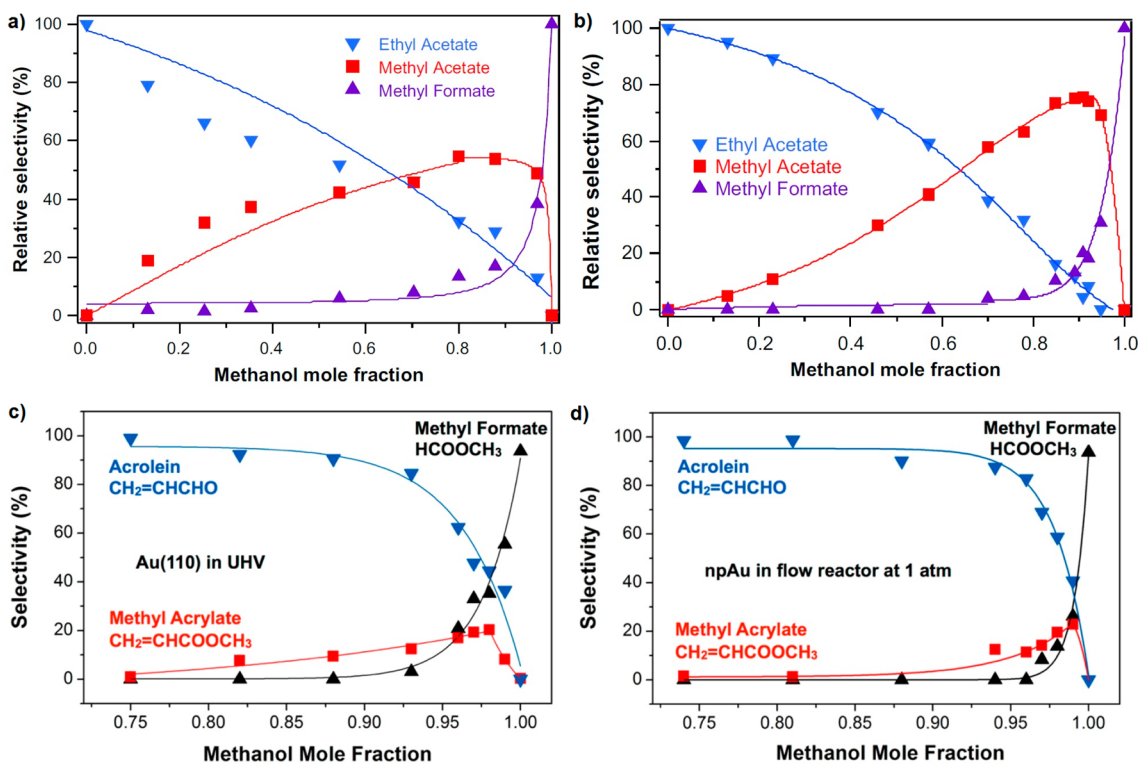 a)
Relative selectivity (%)
100
80
60
40
20
0
Ethyl Acetate
Methyl Acetate
Methyl Formate
0.0 0.2 0.4 0.6 0.8 1.0
Methanol mole fraction
b)
Relative selectivity (%)
100
80
60
40
20
0
Ethyl Acetate
Methyl Acetate
Methyl Formate
0.0 0.2 0.4 0.6 0.8 1.0
Methanol mole fraction
c)
Selectivity (%)
100
80
60
40
20
0
Methyl Formate
HCOOCH₃
Acrolein
CH₂=CHCHO
Au(110) in UHV
Methyl Acrylate
CH₂=CHCOOCH₃
0.75 0.80 0.85 0.90 0.95 1.00
Methanol Mole Fraction
d)
Selectivity (%)
100
80
60
40
20
0
Methyl Formate
HCOOCH₃
Acrolein
CH₂=CHCHO
npAu in flow reactor at 1 atm
Methyl Acrylate
CH₂=CHCOOCH₃
0.75 0.80 0.85 0.90 0.95 1.00
Methanol Mole Fraction